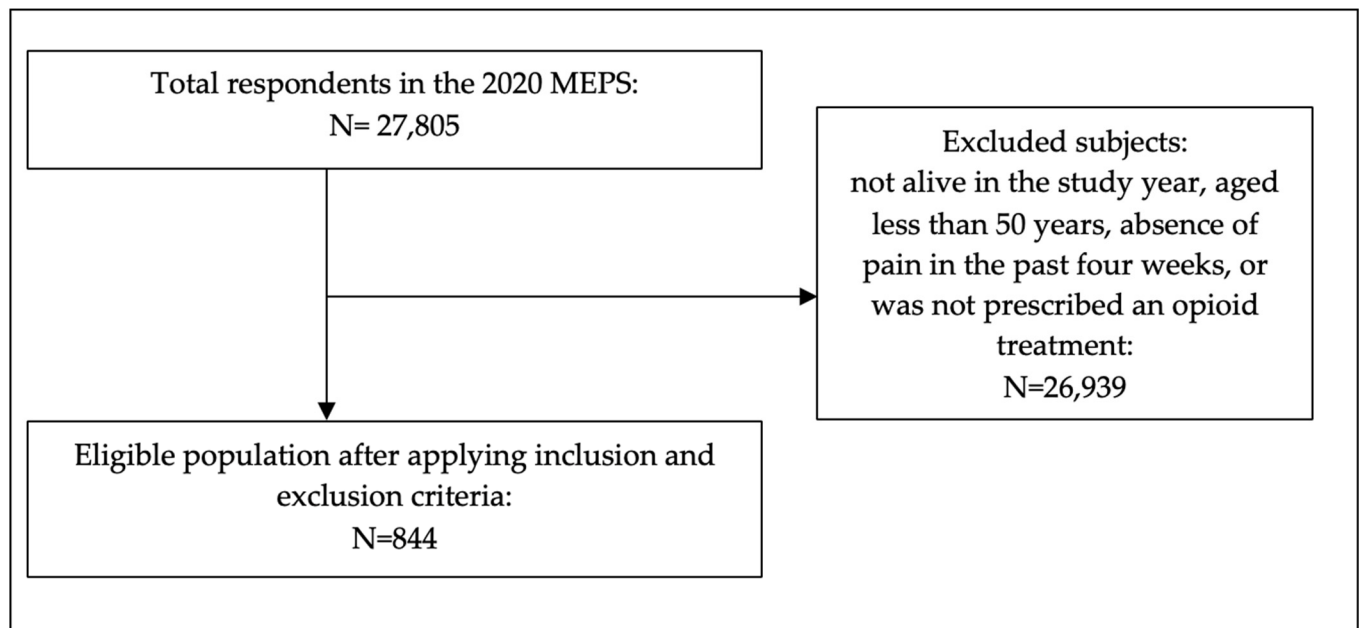 Total respondents in the 2020 MEPS:
N= 27,805
Excluded subjects:
not alive in the study year, aged
less than 50 years, absence of
pain in the past four weeks, or
was not prescribed an opioid
treatment:
N=26,939
Eligible population after applying inclusion and
exclusion criteria:
N=844